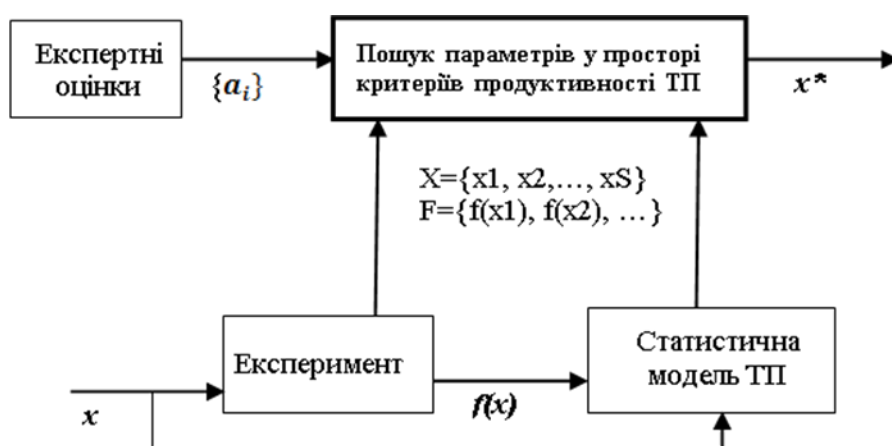 Експертні
оцінки
{aᵢ}
Пошук параметрів у просторі
критеріїв продуктивності ТП
x*
X={x1, x2,…, xS}
F={f(x1), f(x2), …}
x
Експеримент
f(x)
Статистична
модель ТП